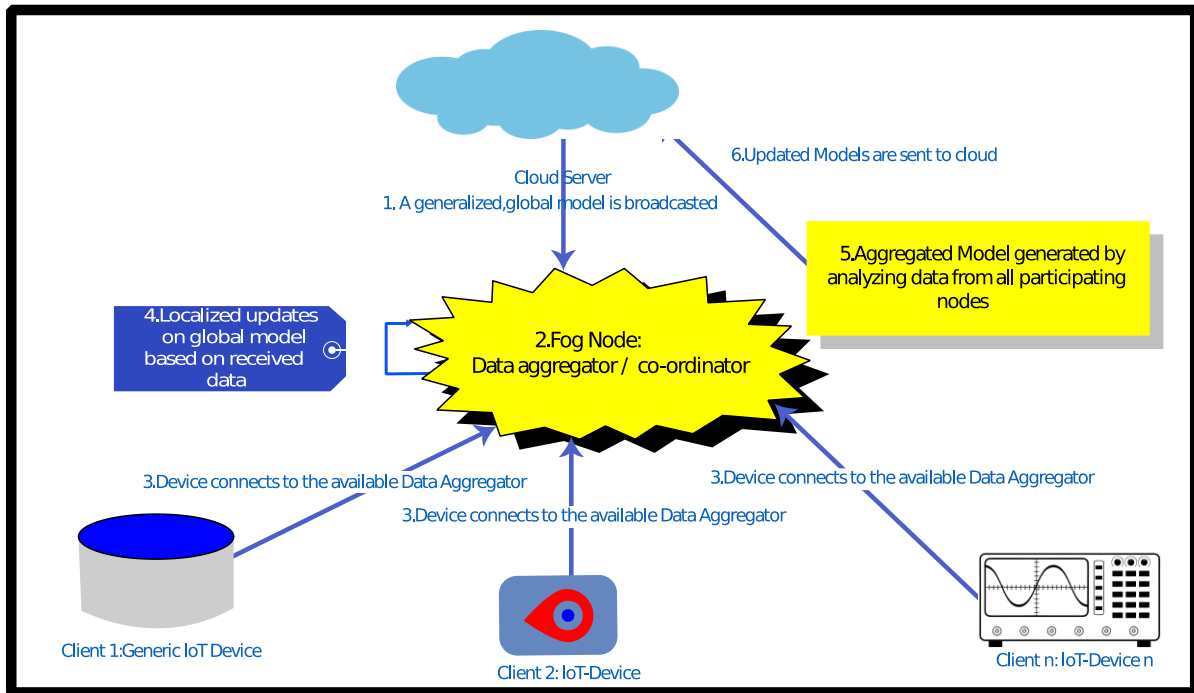 Cloud Server
1. A generalized,global model is broadcasted
6.Updated Models are sent to cloud
5.Aggregated Model generated by
analyzing data from all participating
nodes
4.Localized updates
on global model
based on received
data
2.Fog Node:
Data aggregator / co-ordinator
3.Device connects to the available Data Aggregator
3.Device connects to the available Data Aggregator
3.Device connects to the available Data Aggregator
Client 1:Generic IoT Device
Client 2: IoT-Device
Client n: IoT-Device n